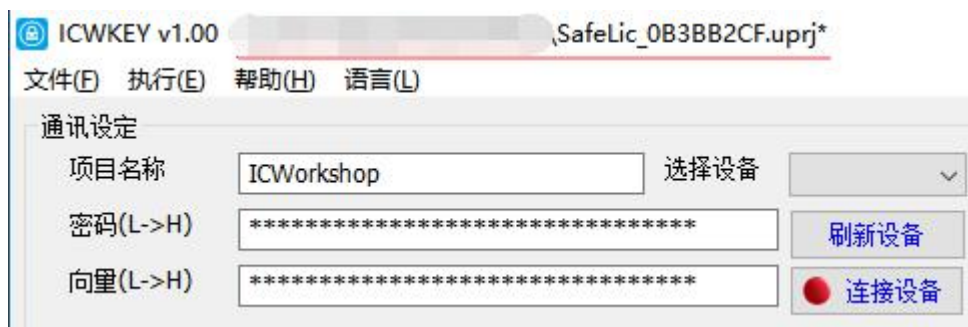 ICWKEY v1.00 \SafeLic_0B3BB2CF.uprj*
文件(F) 执行(E) 帮助(H) 语言(L)
通讯设定
项目名称 ICWorkshop 选择设备
密码(L->H) ********************************** 刷新设备
向量(L->H) ********************************** 连接设备